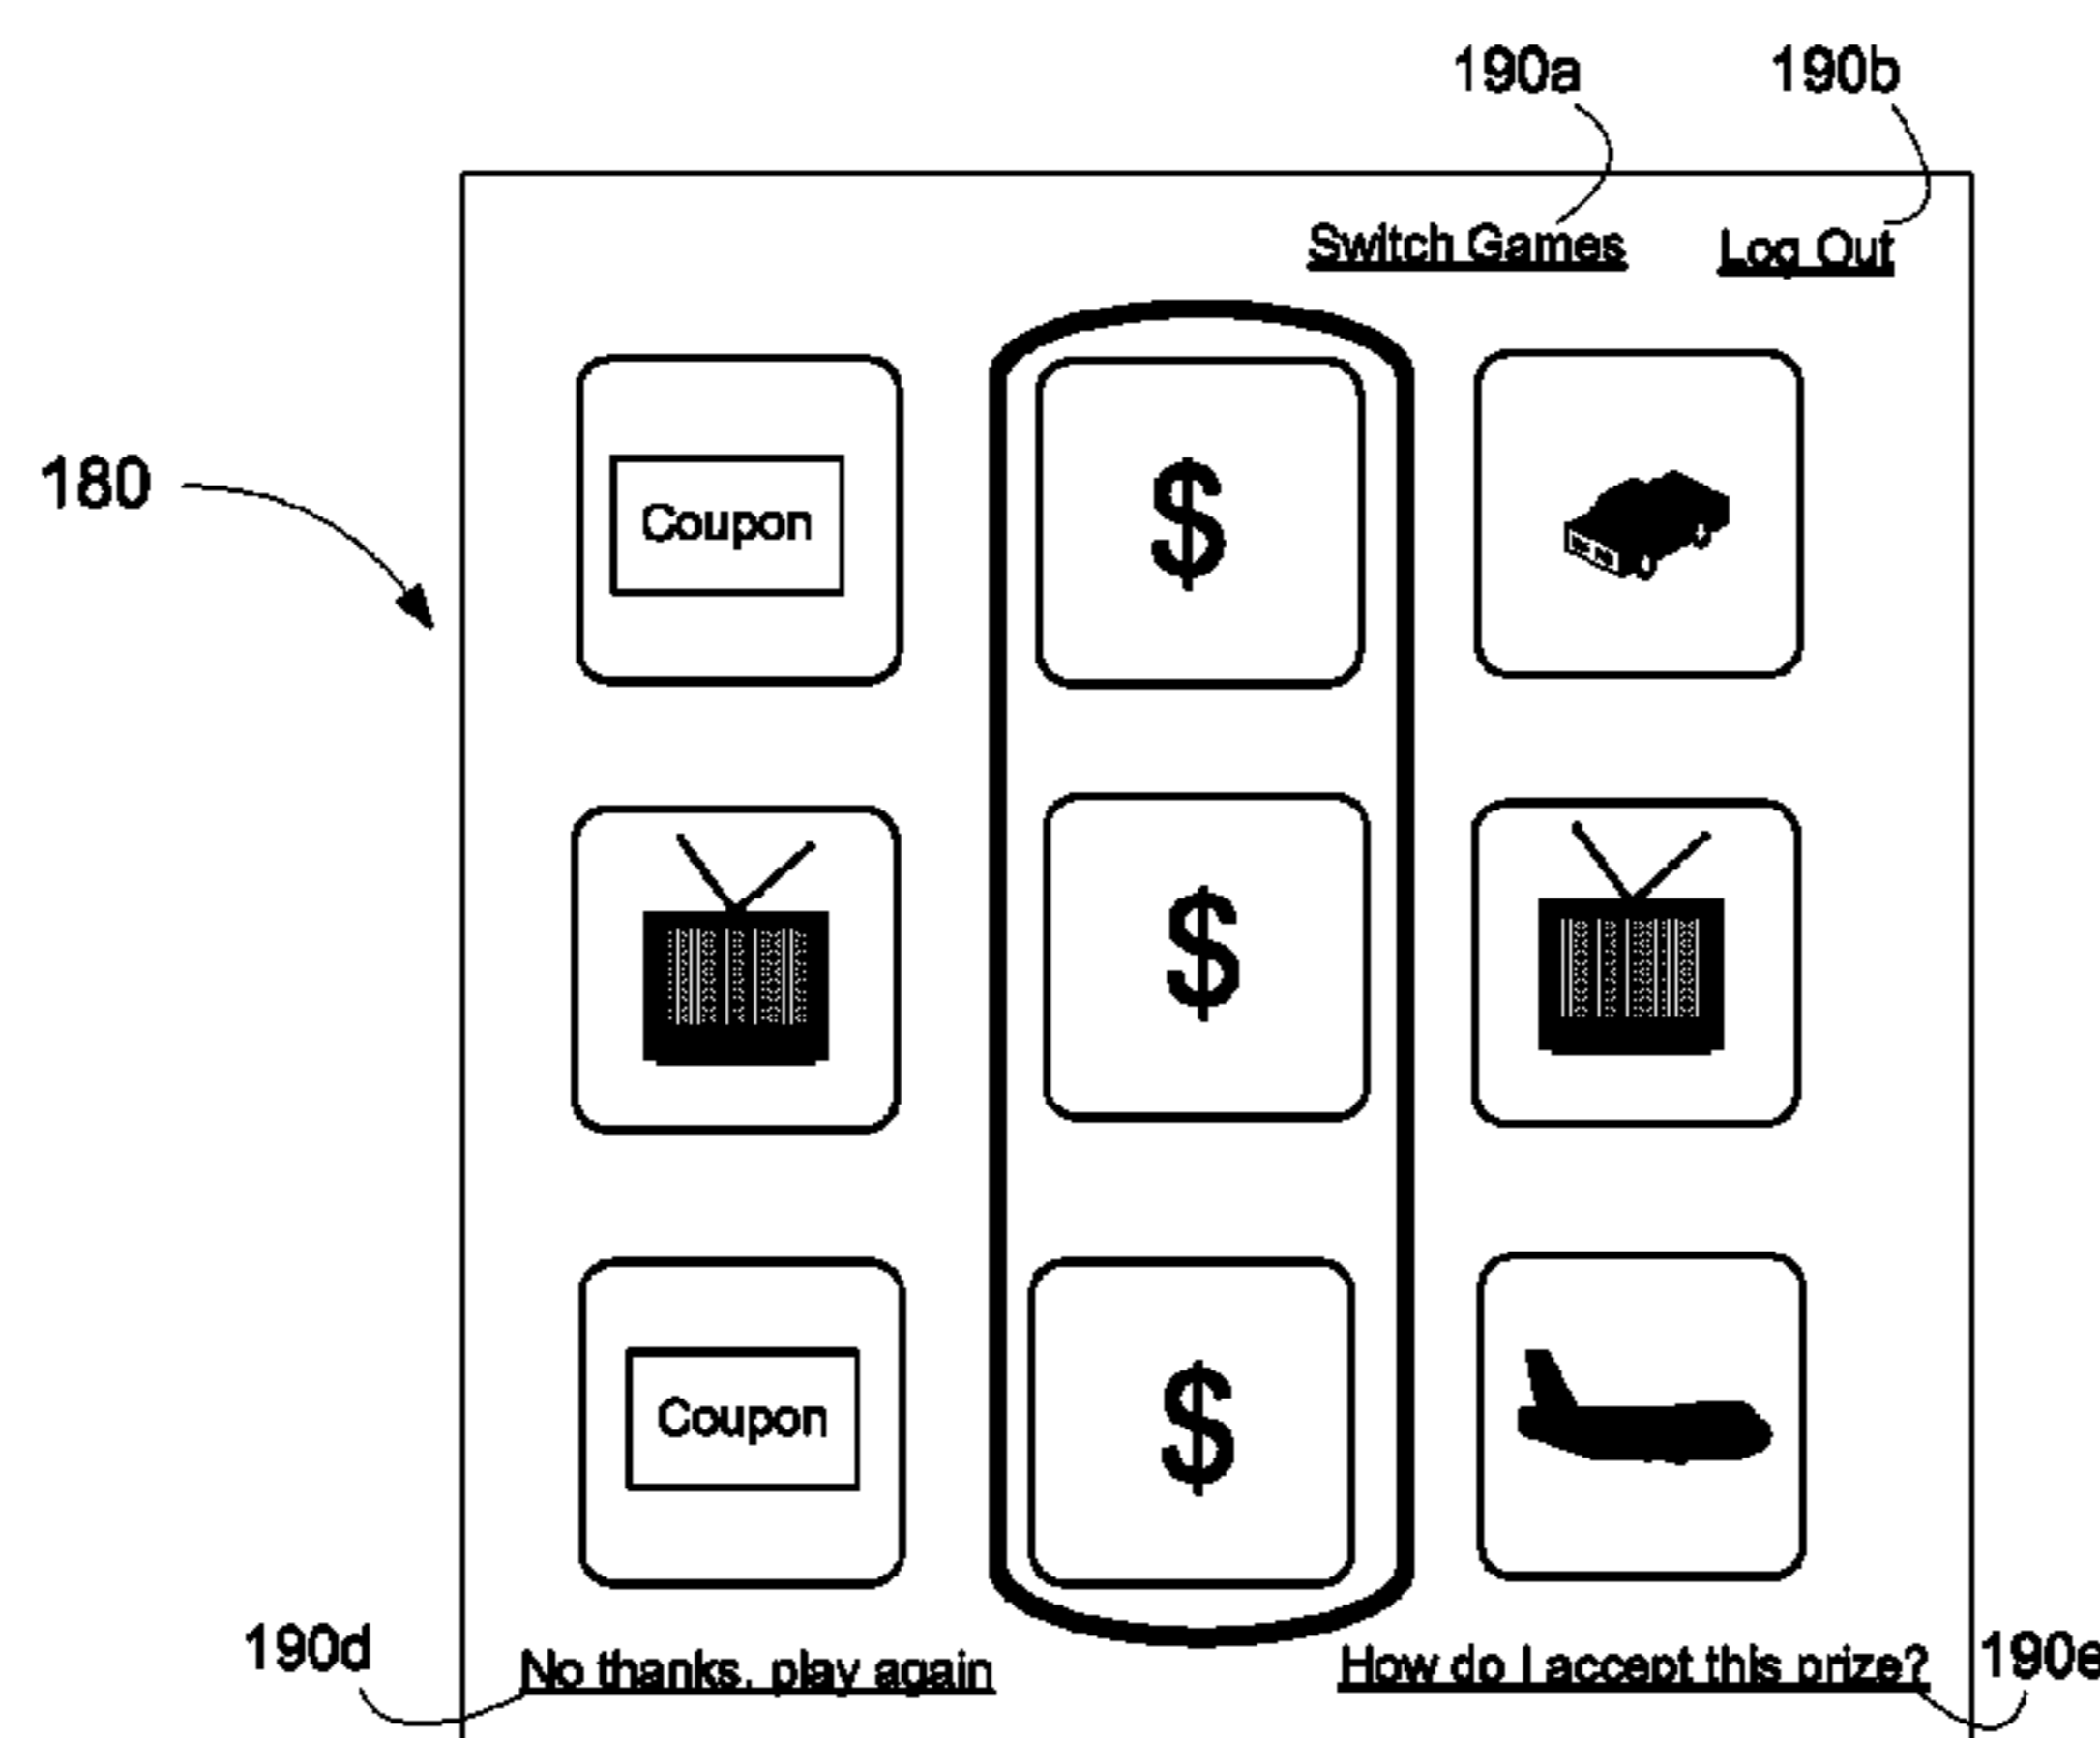 190a 190b
Switch Games Log Out
180
Coupon $
$
Coupon $
190d No thanks, play again How do I accept this prize? 190e